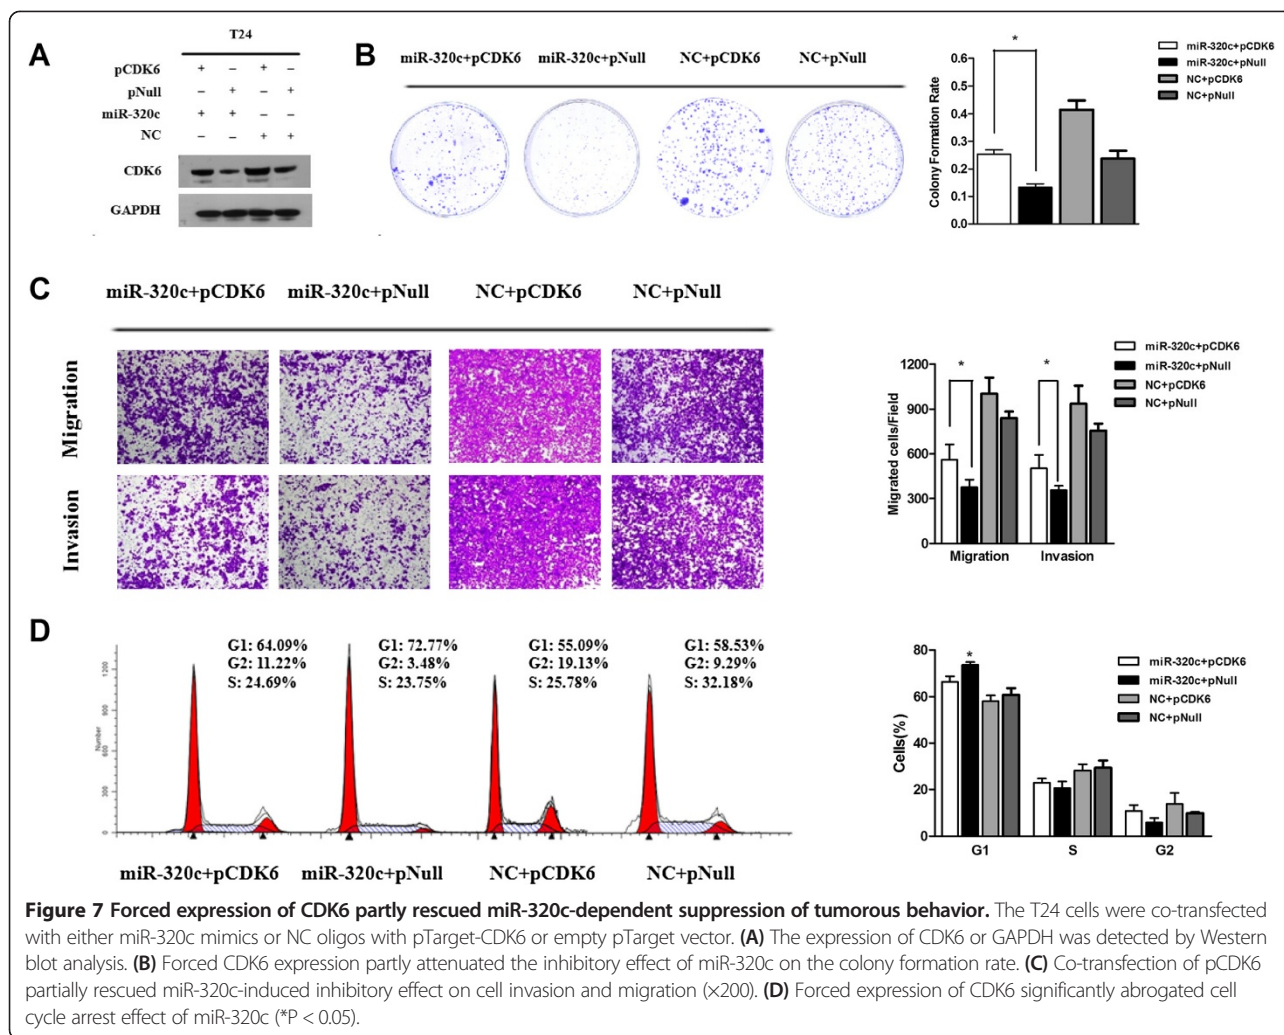 A
T24
pCDK6 + − + −
pNull − + − +
miR-320c + + − −
NC − − + +
CDK6
GAPDH
B
miR-320c+pCDK6 miR-320c+pNull NC+pCDK6 NC+pNull
Colony Formation Rate
0.6
0.5
0.4
0.3
0.2
0.1
0.0
*
miR-320c+pCDK6
miR-320c+pNull
NC+pCDK6
NC+pNull
C
miR-320c+pCDK6 miR-320c+pNull NC+pCDK6 NC+pNull
Migration
Invasion
Migrated cells/Field
1200
900
600
300
0
* *
Migration Invasion
miR-320c+pCDK6
miR-320c+pNull
NC+pCDK6
NC+pNull
D
Number
1200
900
600
300
0
G1: 64.09%
G2: 11.22%
S: 24.69%
G1: 72.77%
G2: 3.48%
S: 23.75%
G1: 55.09%
G2: 19.13%
S: 25.78%
G1: 58.53%
G2: 9.29%
S: 32.18%
miR-320c+pCDK6 miR-320c+pNull NC+pCDK6 NC+pNull
Cells(%)
80
60
40
20
0
*
G1 S G2
miR-320c+pCDK6
miR-320c+pNull
NC+pCDK6
NC+pNull
Figure 7 Forced expression of CDK6 partly rescued miR-320c-dependent suppression of tumorous behavior. The T24 cells were co-transfected
with either miR-320c mimics or NC oligos with pTarget-CDK6 or empty pTarget vector. (A) The expression of CDK6 or GAPDH was detected by Western
blot analysis. (B) Forced CDK6 expression partly attenuated the inhibitory effect of miR-320c on the colony formation rate. (C) Co-transfection of pCDK6
partially rescued miR-320c-induced inhibitory effect on cell invasion and migration (×200). (D) Forced expression of CDK6 significantly abrogated cell
cycle arrest effect of miR-320c (*P < 0.05).